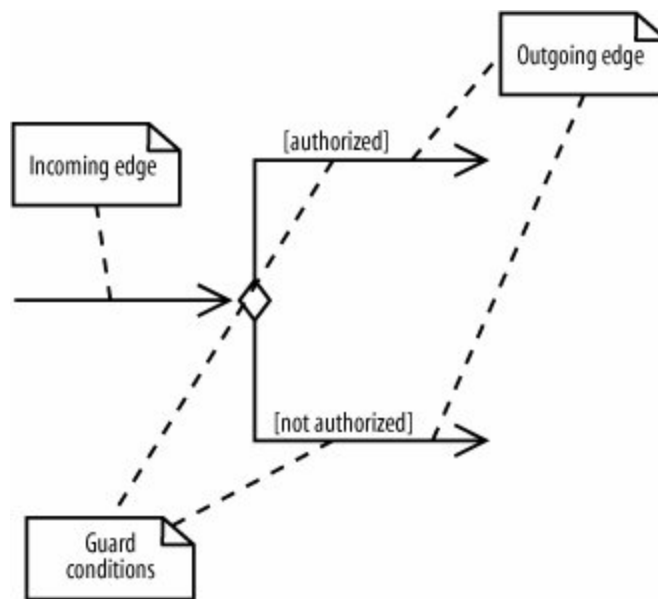 Outgoing edge
[authorized]
Incoming edge
[not authorized]
Guard
conditions